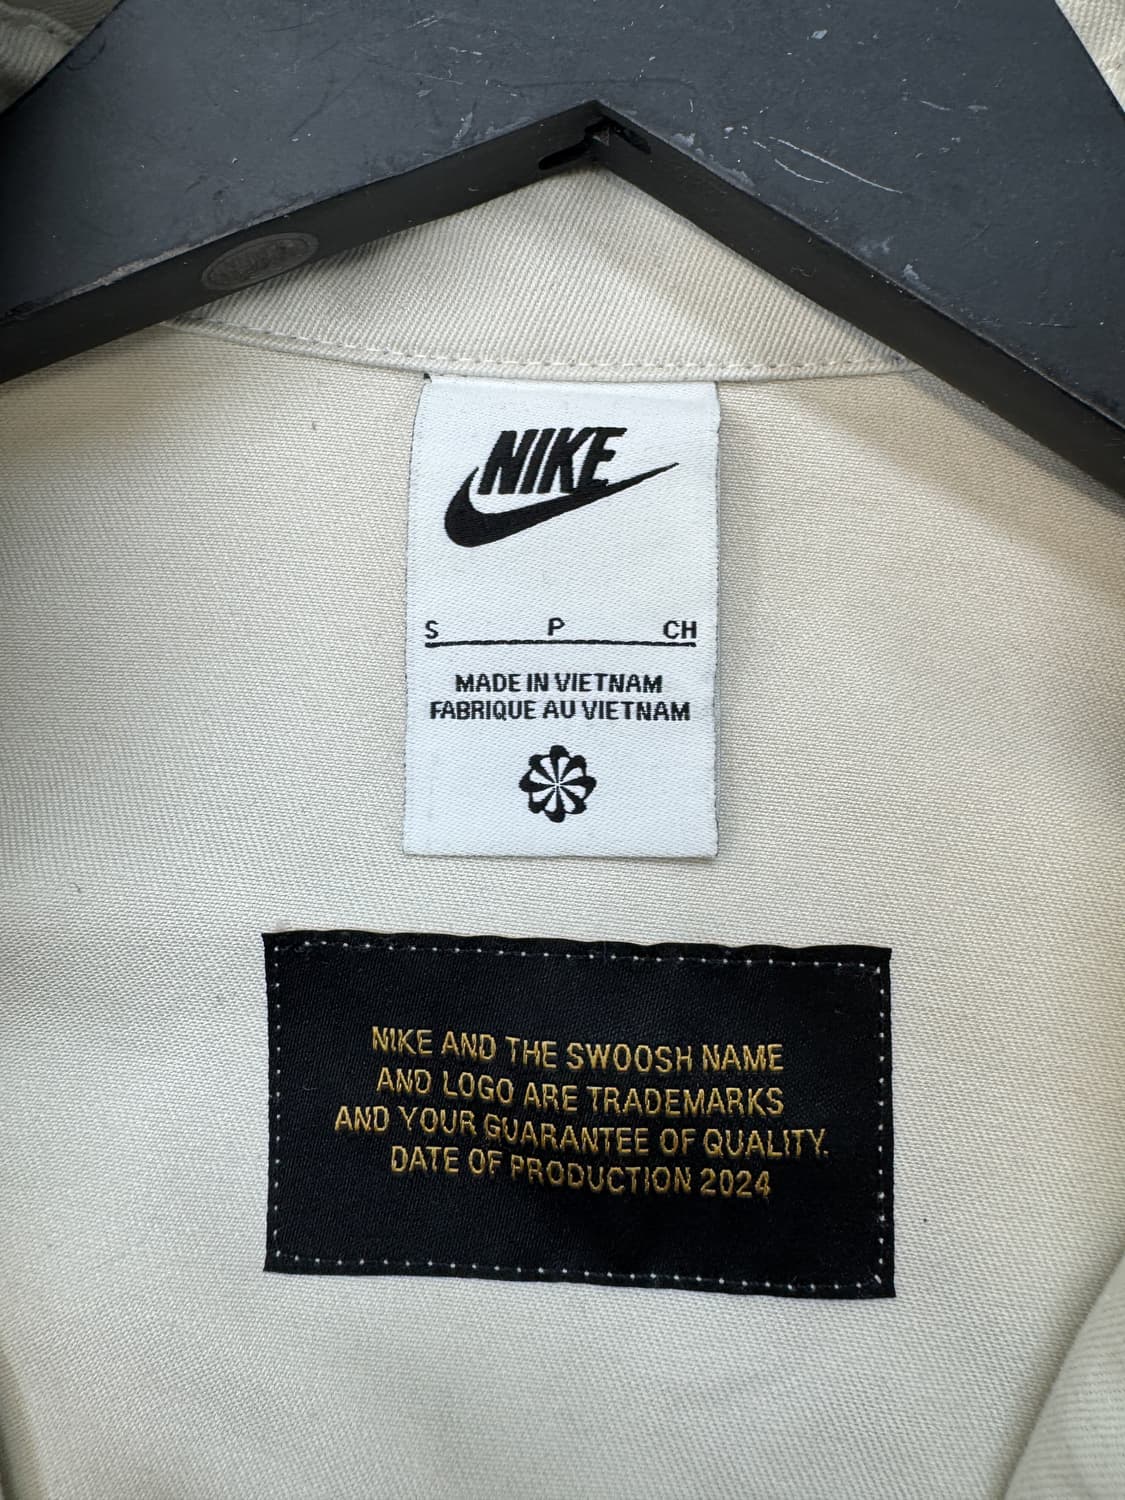 NIKE
S P CH
MADE IN VIETNAM
FABRIQUE AU VIETNAM
NIKE AND THE SWOOSH NAME
AND LOGO ARE TRADEMARKS
AND YOUR GUARANTEE OF QUALITY.
DATE OF PRODUCTION 2024